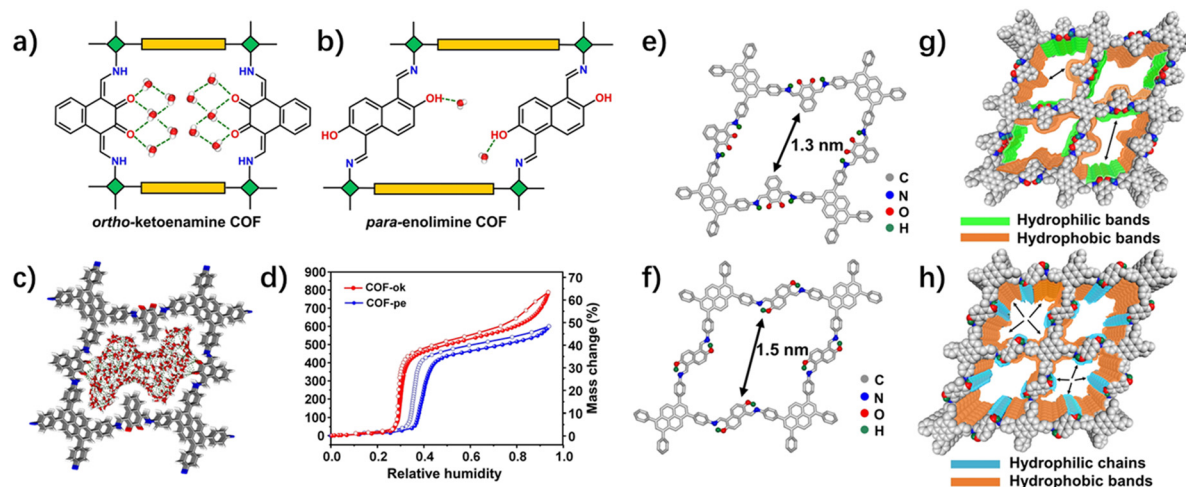 a)
NH
NH
O
O
O
O
NH
NH
ortho-ketoenamine COF
b)
N
N
OH
OH
HO
HO
N
N
para-enolimine COF
c)
d)
900
800
700
600
500
400
300
200
100
0
COF-ok
COF-pe
70
60
50
40
30
20
10
0
Mass change (%)
0.0 0.2 0.4 0.6 0.8 1.0
Relative humidity
e)
1.3 nm
C
N
O
H
f)
1.5 nm
C
N
O
H
g)
Hydrophilic bands
Hydrophobic bands
h)
Hydrophilic chains
Hydrophobic bands